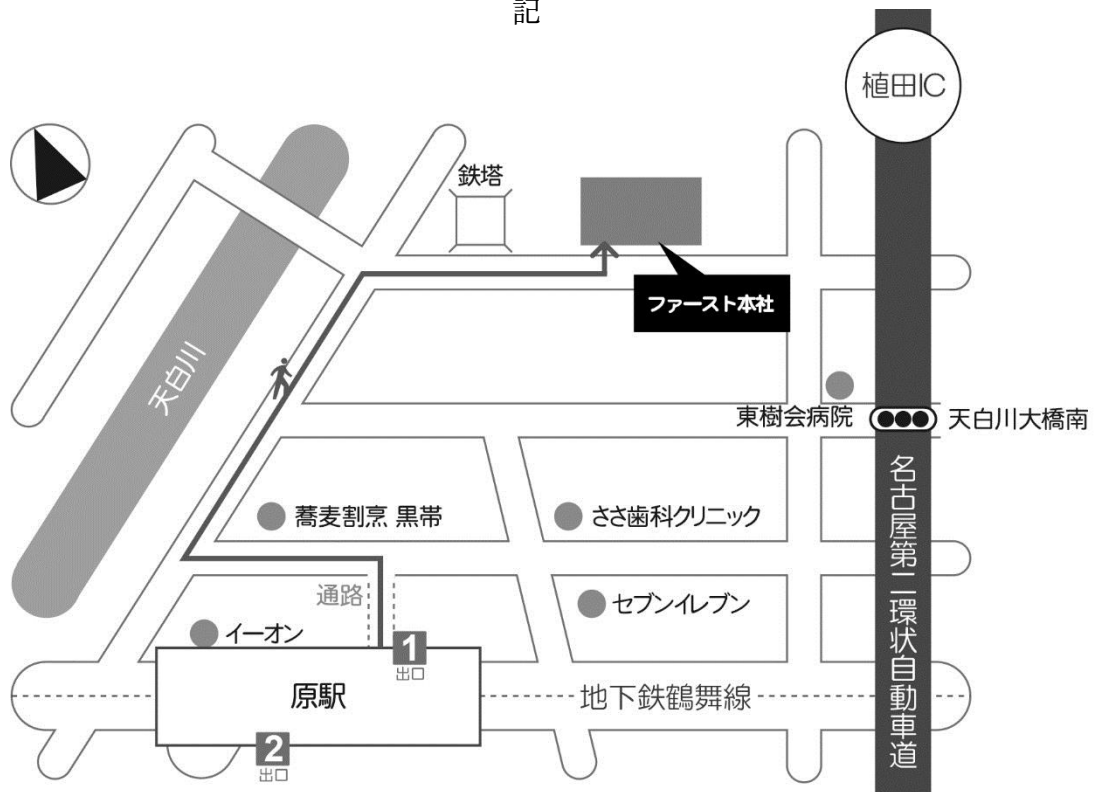 記
植田IC
鉄塔
ファースト本社
天白川
東樹会病院
天白川大橋南
名古屋第二環状自動車道
蕎麦割烹 黒帯
ささ歯科クリニック
通路
セブンイレブン
イーオン
1
出口
原駅
地下鉄鶴舞線
2
出口